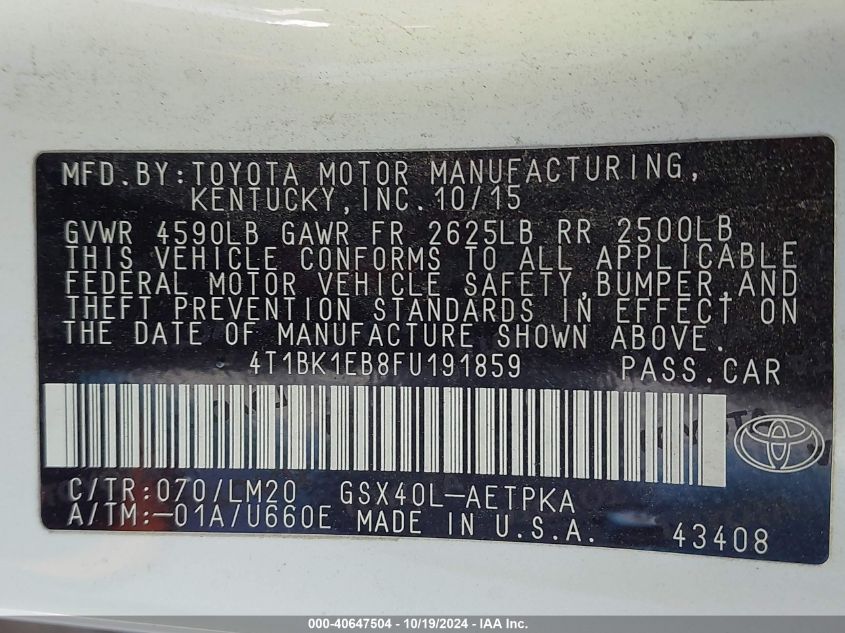 MFD.BY:TOYOTA MOTOR MANUFACTURING,
KENTUCKY,INC.10/15
GVWR 4590LB GAWR FR 2625LB RR 2500LB
THIS VEHICLE CONFORMS TO ALL APPLICABLE
FEDERAL MOTOR VEHICLE SAFETY,BUMPER,AND
THEFT PREVENTION STANDARDS IN EFFECT ON
THE DATE OF MANUFACTURE SHOWN ABOVE.
4T1BK1EB8FU191859 PASS.CAR
C/TR:070/LM20 GSX40L-AETPKA
A/TM:-01A/U660E MADE IN U.S.A. 43408
000-40647504 - 10/19/2024 - IAA Inc.